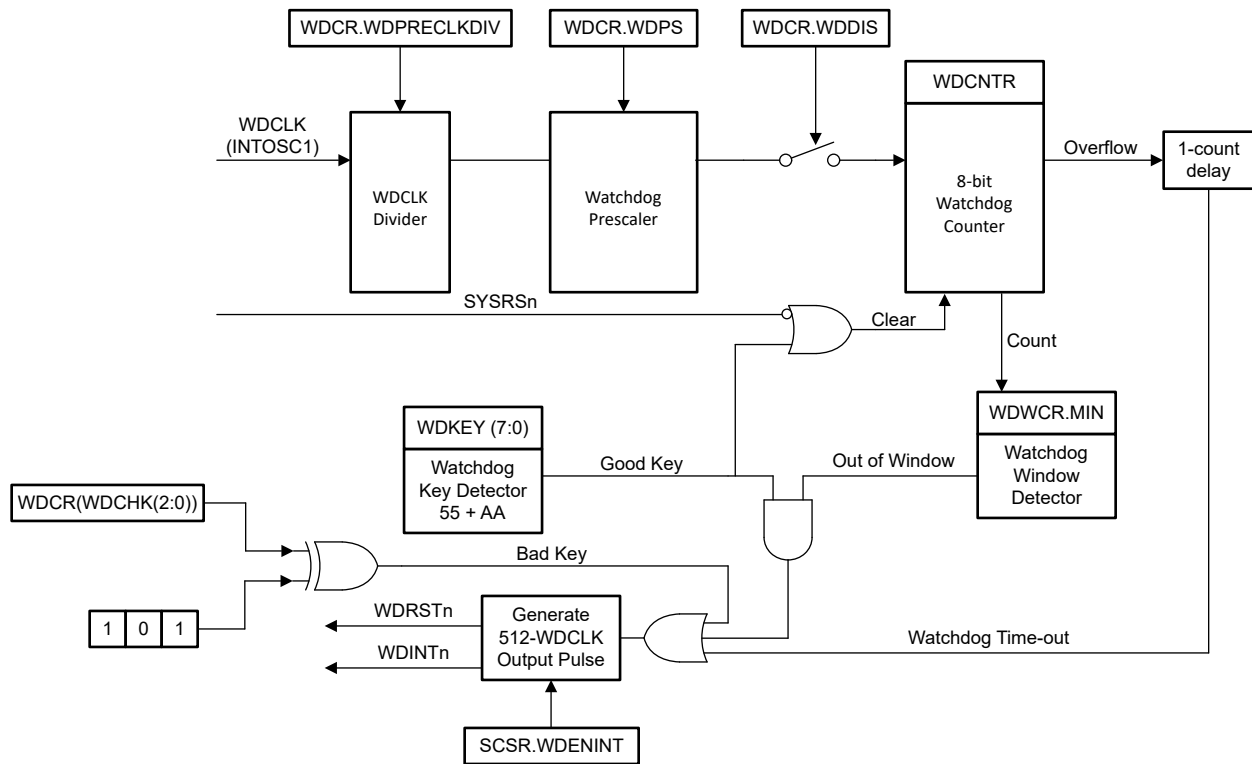 WDCR.WDPRECLKDIV
WDCR.WDPS
WDCR.WDDIS
WDCNTR
WDCLK
(INTOSC1)
WDCLK
Divider
Watchdog
Prescaler
8-bit
Watchdog
Counter
Overflow
1-count
delay
SYSRSn
Clear
Count
WDKEY (7:0)
Watchdog
Key Detector
55 + AA
Good Key
Out of Window
WDWCR.MIN
Watchdog
Window
Detector
WDCR(WDCHK(2:0))
Bad Key
1 0 1
WDRSTn
WDINTn
Generate
512-WDCLK
Output Pulse
Watchdog Time-out
SCSR.WDENINT